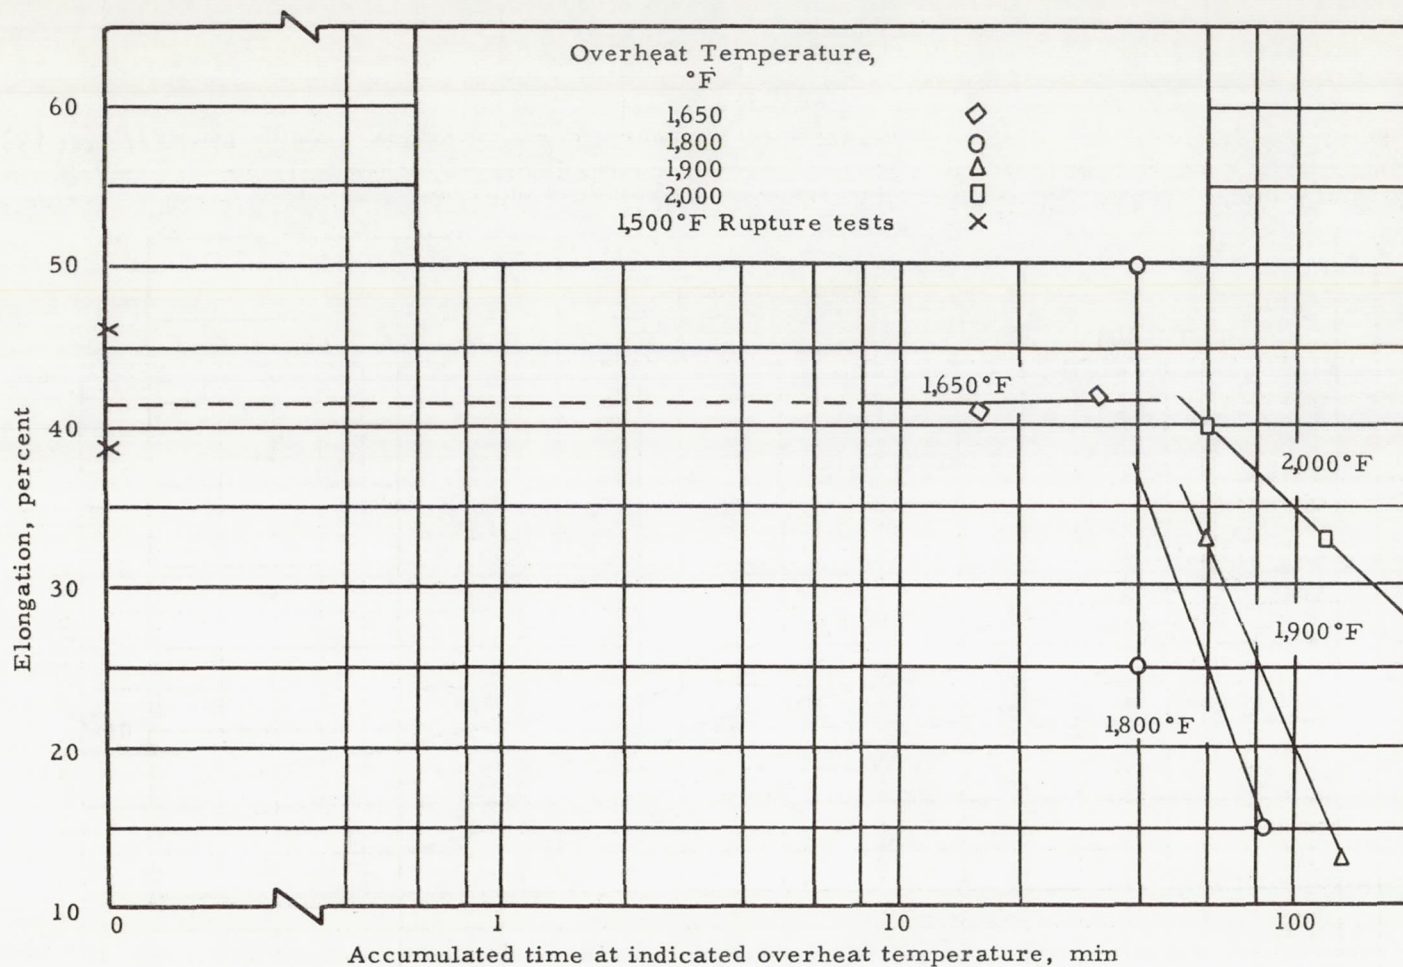 Overheat Temperature,
°F
1,650
1,800
1,900
2,000
1,500°F Rupture tests
60
50
40
30
20
10
Elongation, percent
1,650°F
2,000°F
1,900°F
1,800°F
0
1
10
100
Accumulated time at indicated overheat temperature, min